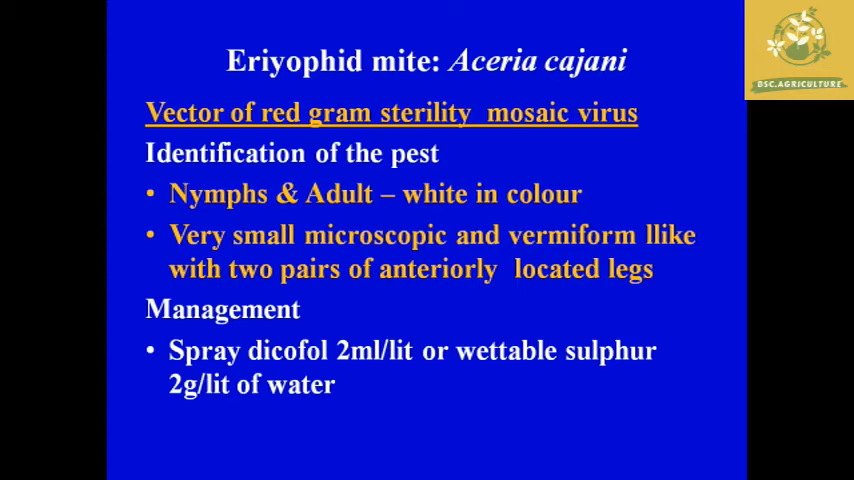 Eriyophid mite: Aceria cajani
BSC.AGRICULTURE
Vector of red gram sterility mosaic virus
Identification of the pest
• Nymphs & Adult – white in colour
• Very small microscopic and vermiform llike
with two pairs of anteriorly located legs
Management
• Spray dicofol 2ml/lit or wettable sulphur
2g/lit of water